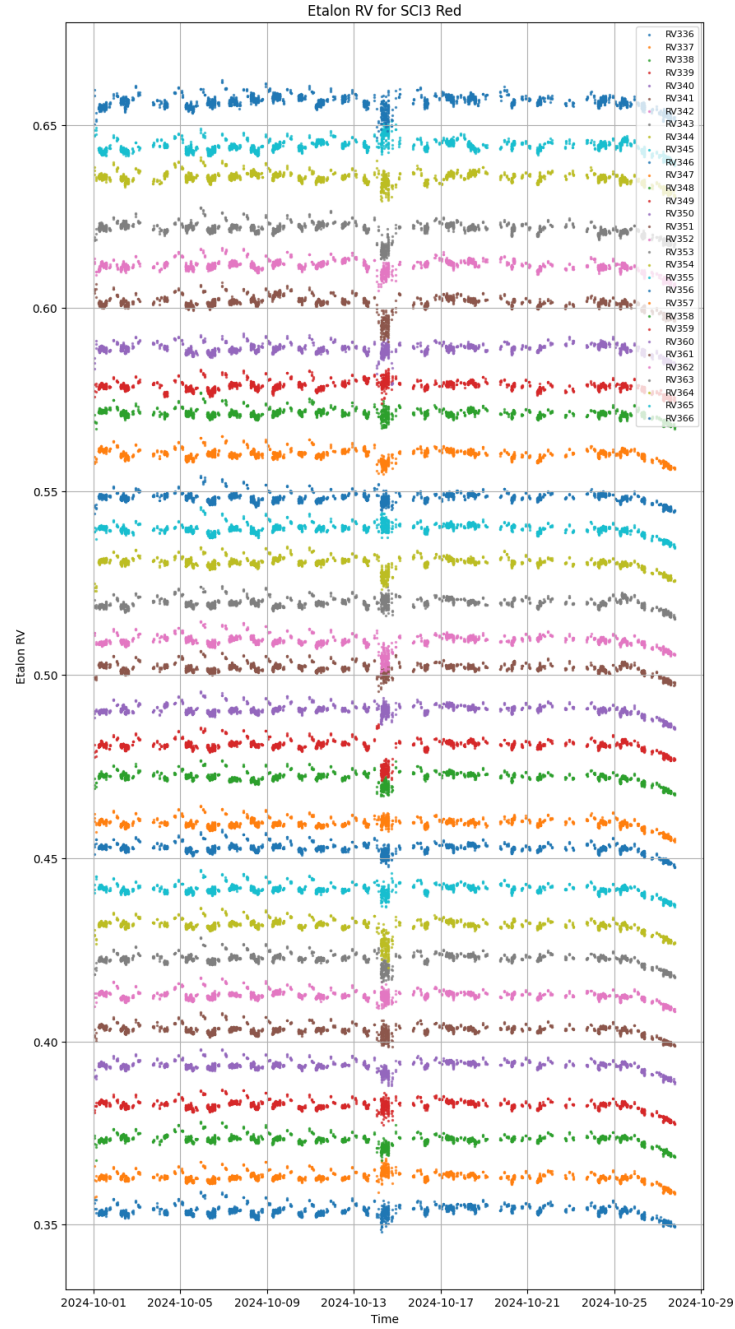 Etalon RV for SCI3 Red
RV336
RV337
RV338
RV339
RV340
RV341
RV342
RV343
RV344
RV345
RV346
RV347
RV348
RV349
RV350
RV351
RV352
RV353
RV354
RV355
RV356
RV357
RV358
RV359
RV360
RV361
RV362
RV363
RV364
RV365
RV366
0.65
0.60
0.55
0.50
0.45
0.40
0.35
Etalon RV
2024-10-01 2024-10-05 2024-10-09 2024-10-13 2024-10-17 2024-10-21 2024-10-25 2024-10-29
Time